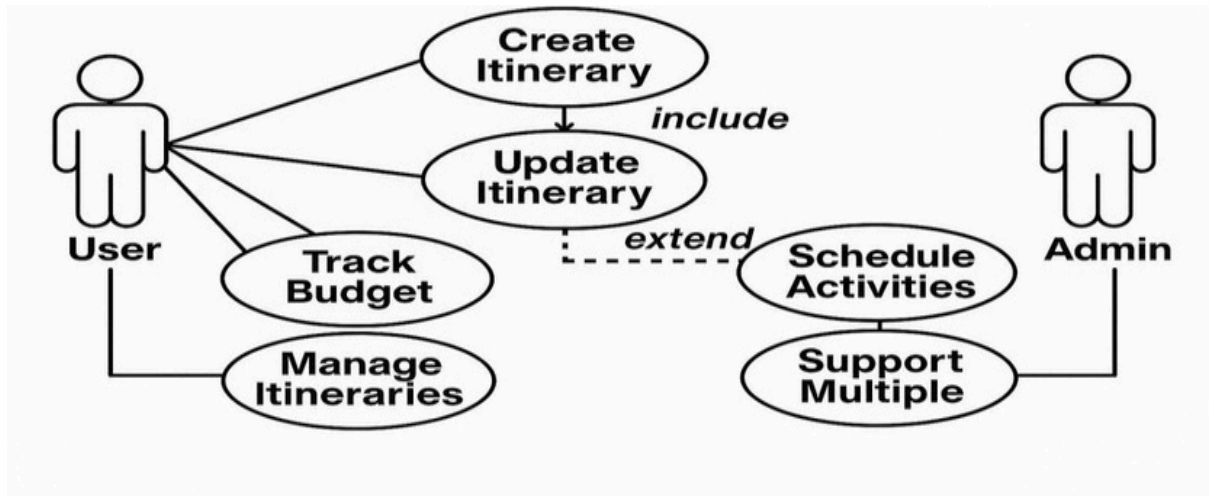 Create
Itinerary
include
Update
Itinerary
User
extend
Admin
Track
Budget
Schedule
Activities
Manage
Itineraries
Support
Multiple